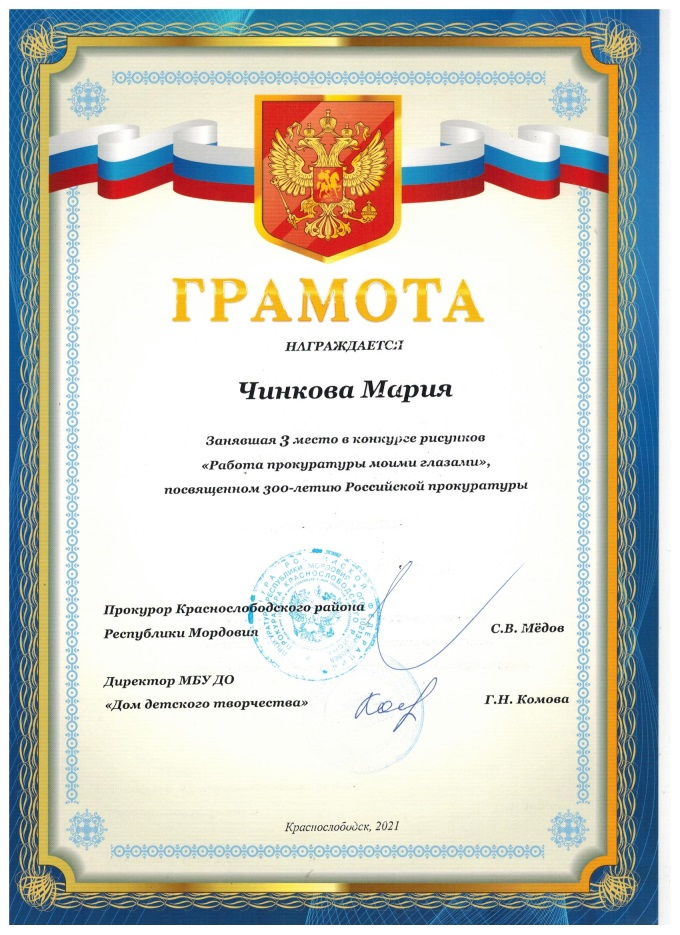 ГРАМОТА
НАГРАЖДАЕТСЯ
Чинкова Мария
Занявшая 3 место в конкурсе рисунков
«Работа прокуратуры моими глазами»,
посвященном 300-летию Российской прокуратуры
Прокурор Краснослободского района
Республики Мордовия
С.В. Мёдов
Директор МБУ ДО
«Дом детского творчества»
Г.Н. Комова
Краснослободск, 2021